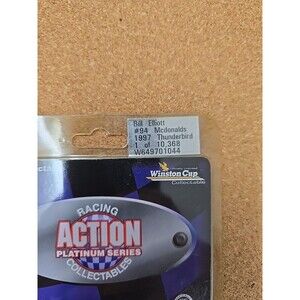 Bill Elliott
#94 Mcdonalds
1997 Thunderbird
1 of 10,368
W649701044
Winston Cup
Collectable
RACING
ACTION
PLATINUM SERIES
COLLECTABLES